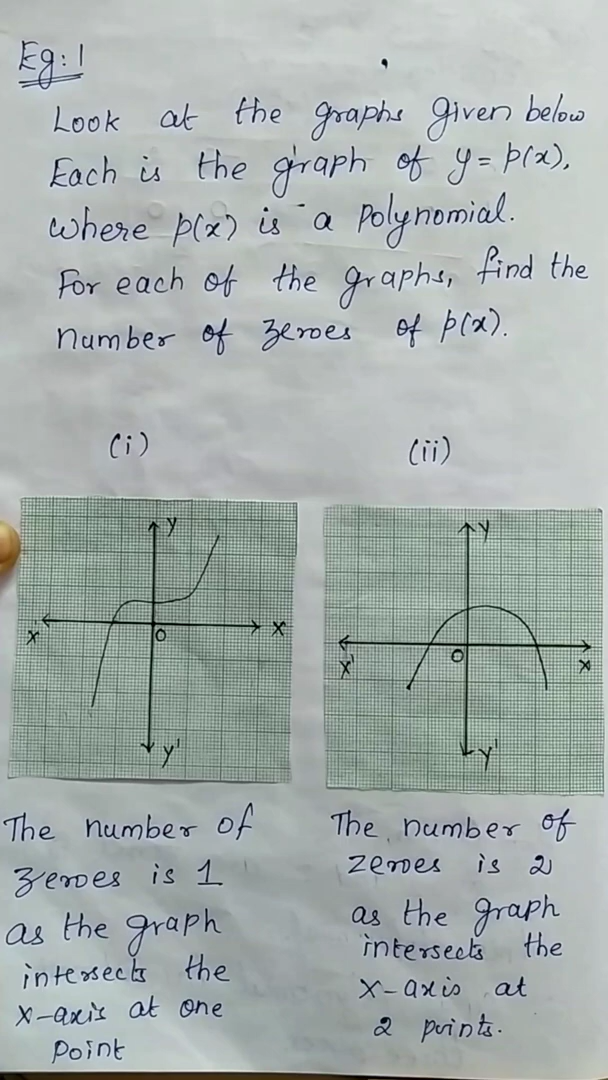 Eg:1
Look at the graphs given below
Each is the graph of y = p(x),
where p(x) is a polynomial.
For each of the graphs, find the
number of zeroes of p(x).
(i)
Y
X' O X
Y'
The number of
zeroes is 1
as the graph
intersects the
x-axis at one
point
(ii)
Y
X' O X
Y'
The number of
zeroes is 2
as the graph
intersects the
x-axis at
2 points.